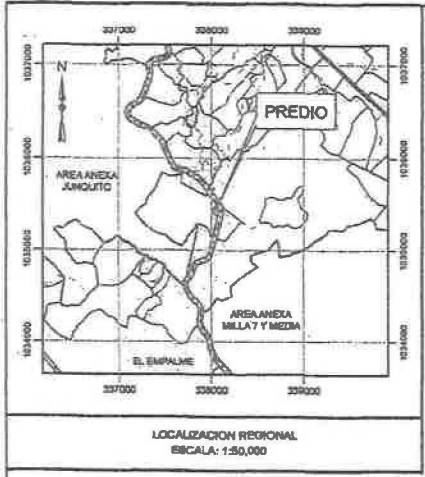 337000 338000 339000
1037000 1037000
N
PREDIO
1036000 1036000
AREA ANEXA
JUNQUITO
1035000 1035000
AREA ANEXA
MILLA 7 Y MEDIA
1034000 1034000
EL EMPALME
337000 338000 339000
LOCALIZACION REGIONAL
ESCALA: 1:50,000